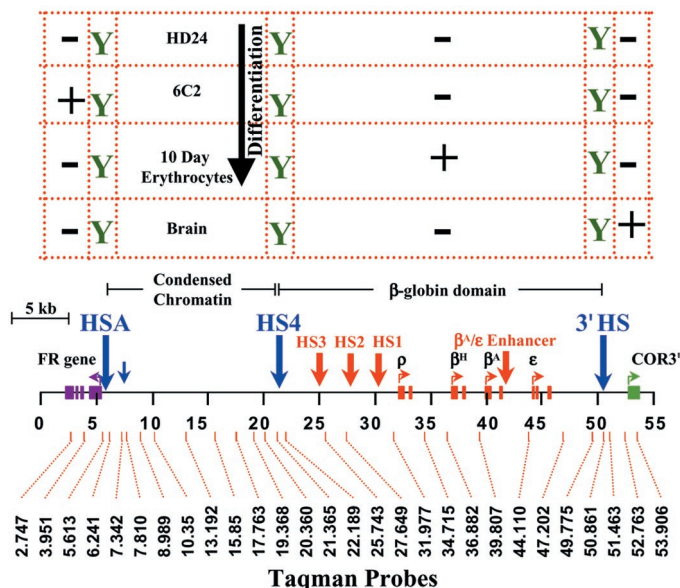 - Y HD24 Y - Y -
+ Y 6C2 Y - Y -
- Y 10 Day Erythrocytes Y + Y -
- Y Brain Y - Y +
Differentiation
Condensed
Chromatin
β-globin domain
5 kb
HSA
HS4
3' HS
HS3
HS2
HS1
β^A/ε Enhancer
FR gene
ρ
β^H
β^A
ε
COR3'
0 5 10 15 20 25 30 35 40 45 50 55
2.747
3.951
5.613
6.241
7.342
7.810
8.989
10.35
13.192
15.85
17.763
19.368
20.360
21.365
22.189
25.743
27.649
31.977
34.715
36.882
39.807
44.110
47.202
49.775
50.861
51.463
52.763
53.906
Taqman Probes